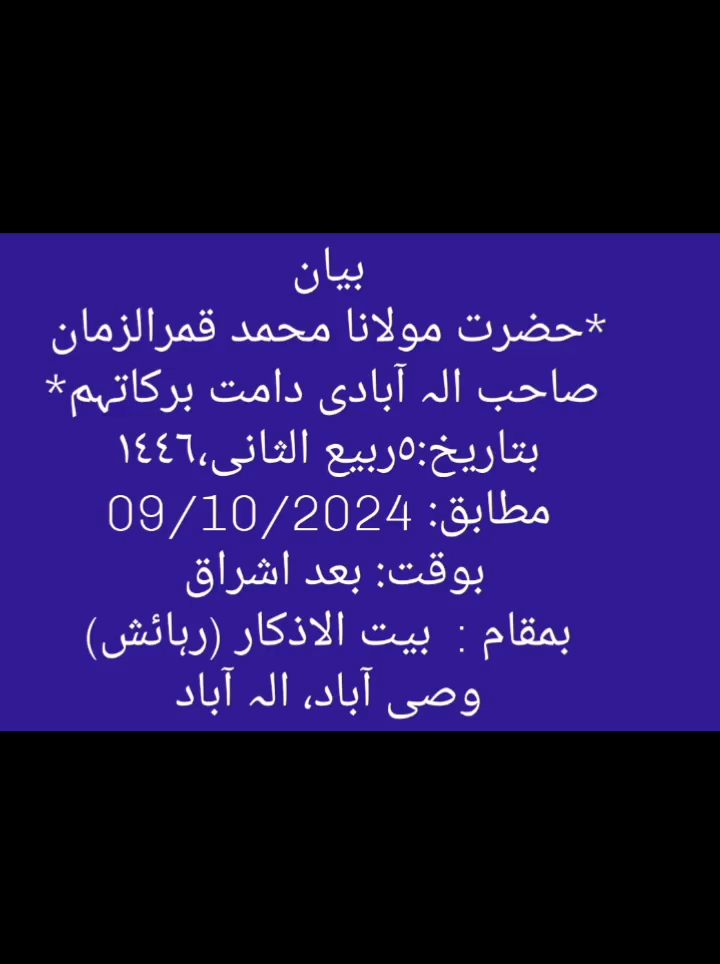 بیان
*حضرت مولانا محمد قمرالزمان
صاحب الہ آبادی دامت برکاتہم*
بتاریخ:٥ربیع الثانی،١٤٤٦
مطابق: 09/10/2024
بوقت: بعد اشراق
بمقام : بیت الاذکار (رہائش)
وصی آباد، الہ آباد